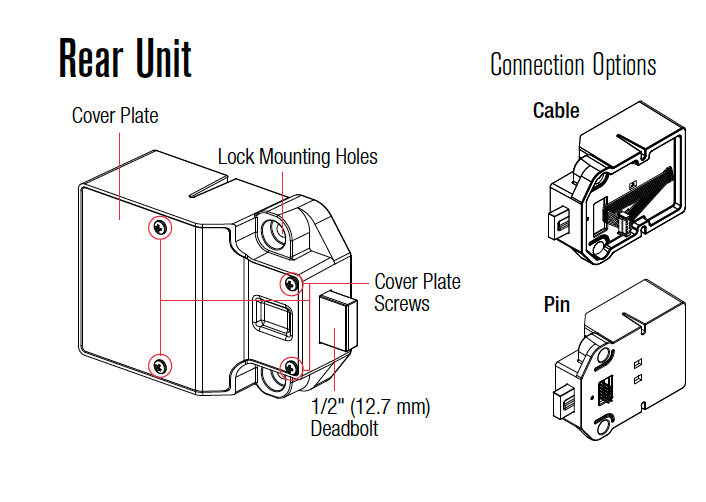 Rear Unit
Connection Options
Cover Plate
Lock Mounting Holes
Cover Plate
Screws
1/2" (12.7 mm)
Deadbolt
Cable
Pin